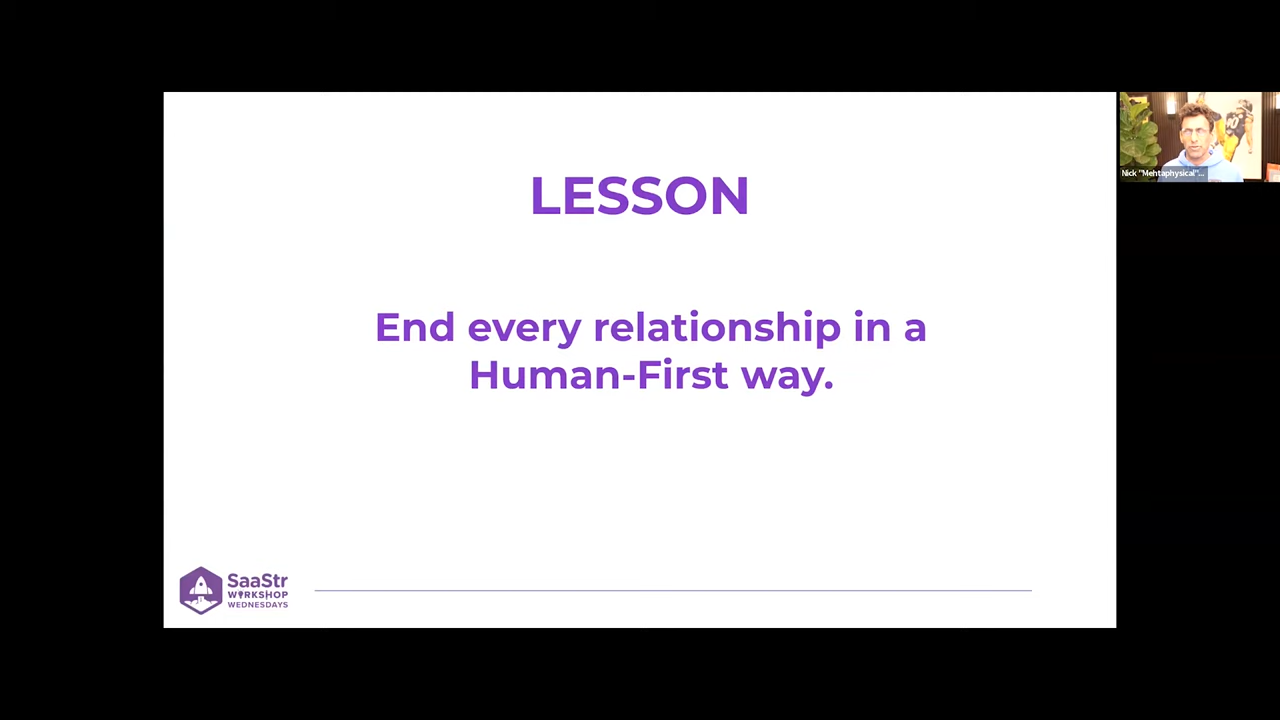 LESSON
End every relationship in a
Human-First way.
SaaStr
WORKSHOP
WEDNESDAYS
Nick "Mehtaphysical"...